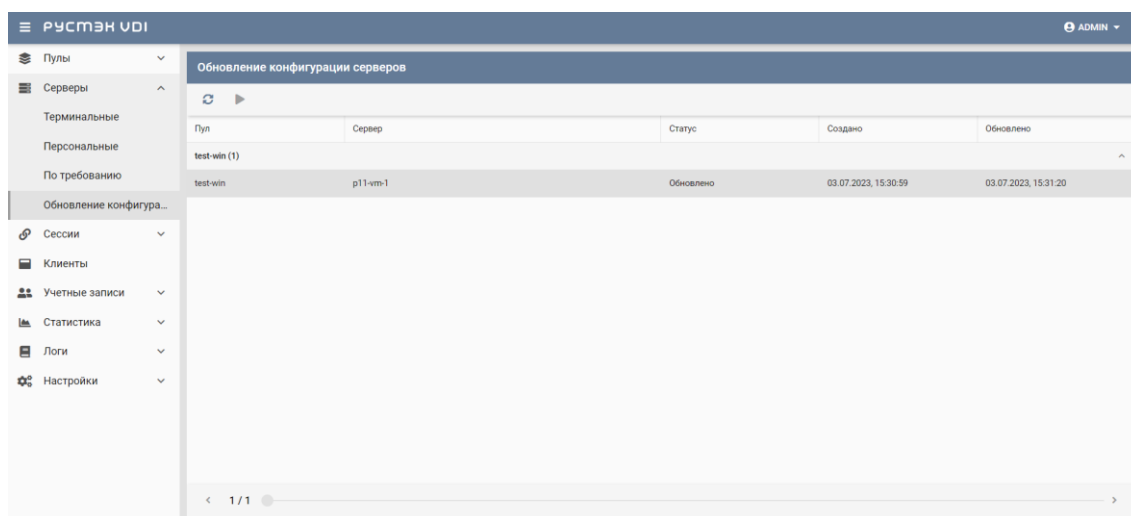 РУСТЭК VDI
ADMIN
Пулы
Серверы
Терминальные
Персональные
По требованию
Обновление конфигура...
Сессии
Клиенты
Учетные записи
Статистика
Логи
Настройки
Обновление конфигурации серверов
Пул Сервер Статус Создано Обновлено
test-win (1)
test-win p11-vm-1 Обновлено 03.07.2023, 15:30:59 03.07.2023, 15:31:20
1 / 1